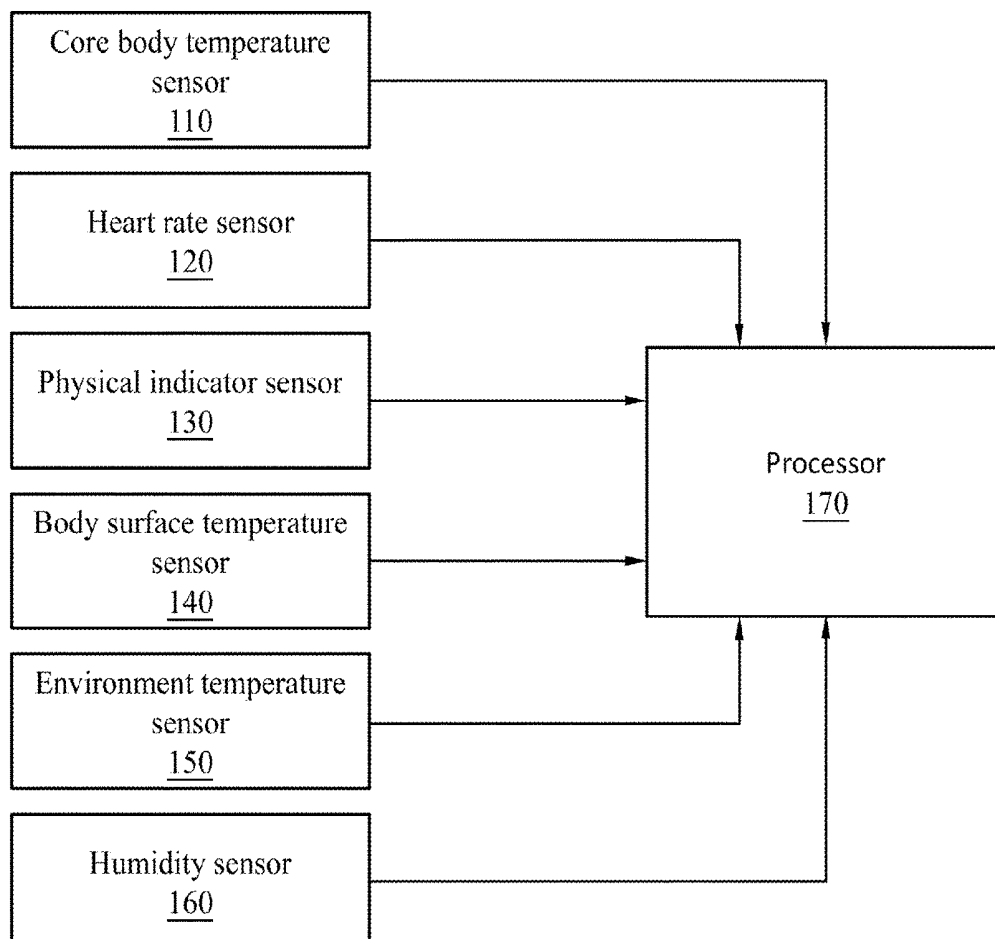 Core body temperature
sensor
110
Heart rate sensor
120
Physical indicator sensor
130
Body surface temperature
sensor
140
Environment temperature
sensor
150
Humidity sensor
160
Processor
170